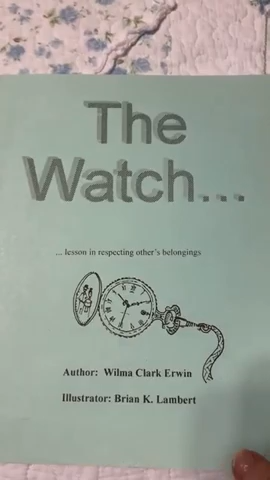 The
Watch...
... lesson in respecting other's belongings
Author: Wilma Clark Erwin
Illustrator: Brian K. Lambert